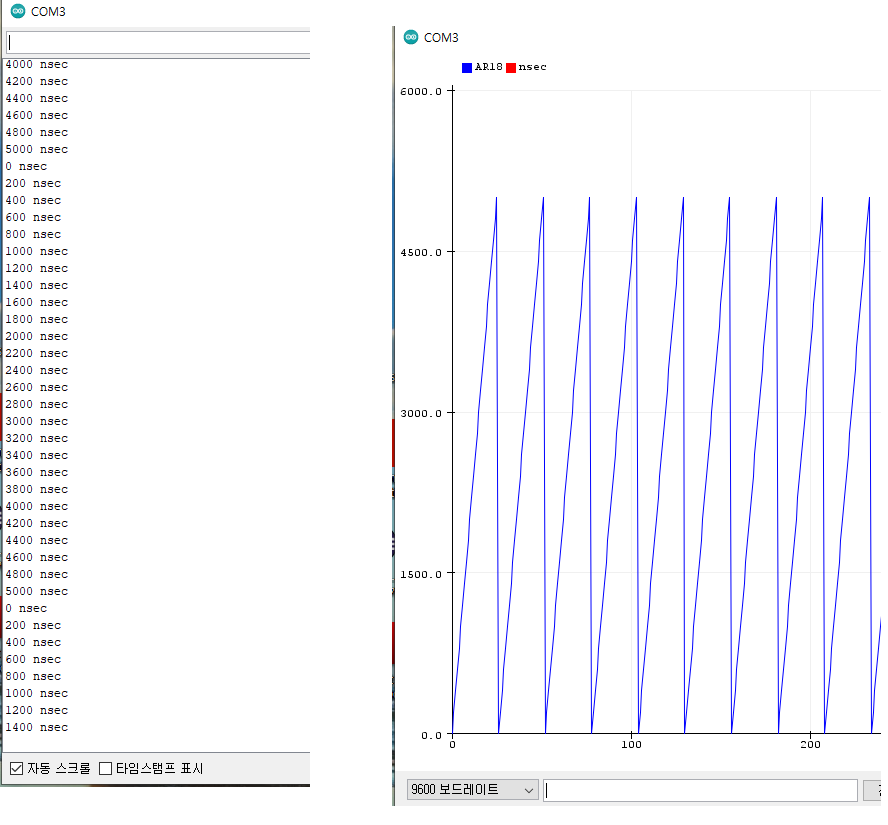 COM3
4000 nsec
4200 nsec
4400 nsec
4600 nsec
4800 nsec
5000 nsec
0 nsec
200 nsec
400 nsec
600 nsec
800 nsec
1000 nsec
1200 nsec
1400 nsec
1600 nsec
1800 nsec
2000 nsec
2200 nsec
2400 nsec
2600 nsec
2800 nsec
3000 nsec
3200 nsec
3400 nsec
3600 nsec
3800 nsec
4000 nsec
4200 nsec
4400 nsec
4600 nsec
4800 nsec
5000 nsec
0 nsec
200 nsec
400 nsec
600 nsec
800 nsec
1000 nsec
1200 nsec
1400 nsec
자동 스크롤 타임스탬프 표시
COM3
AR18 nsec
6000.0
4500.0
3000.0
1500.0
0.0
0 100 200
9600 보드레이트